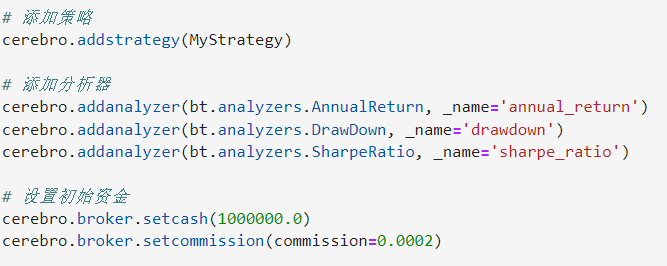 # 添加策略
cerebro.addstrategy(MyStrategy)
# 添加分析器
cerebro.addanalyzer(bt.analyzers.AnnualReturn, _name='annual_return')
cerebro.addanalyzer(bt.analyzers.DrawDown, _name='drawdown')
cerebro.addanalyzer(bt.analyzers.SharpeRatio, _name='sharpe_ratio')
# 设置初始资金
cerebro.broker.setcash(1000000.0)
cerebro.broker.setcommission(commission=0.0002)